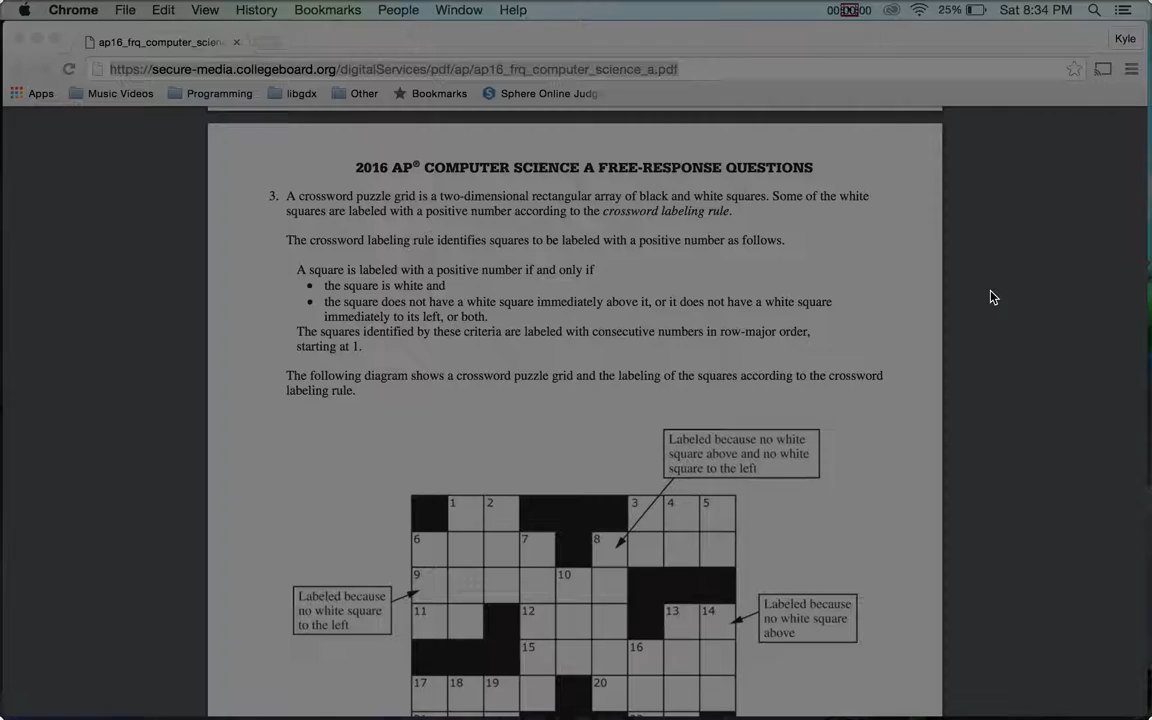 Chrome File Edit View History Bookmarks People Window Help
25% Sat 8:34 PM
ap16_frq_computer_scien
Kyle
https://secure-media.collegeboard.org/digitalServices/pdf/ap/ap16_frq_computer_science_a.pdf
Apps Music Videos Programming libgdx Other Bookmarks Sphere Online Judg
2016 AP® COMPUTER SCIENCE A FREE-RESPONSE QUESTIONS
3. A crossword puzzle grid is a two-dimensional rectangular array of black and white squares. Some of the white
squares are labeled with a positive number according to the crossword labeling rule.
The crossword labeling rule identifies squares to be labeled with a positive number as follows.
A square is labeled with a positive number if and only if
• the square is white and
• the square does not have a white square immediately above it, or it does not have a white square
immediately to its left, or both.
The squares identified by these criteria are labeled with consecutive numbers in row-major order,
starting at 1.
The following diagram shows a crossword puzzle grid and the labeling of the squares according to the crossword
labeling rule.
Labeled because no white
square above and no white
square to the left
1 2 3 4 5
6 7 8
9 10
Labeled because
no white square
to the left
11 12 13 14
Labeled because
no white square
above
15 16
17 18 19 20